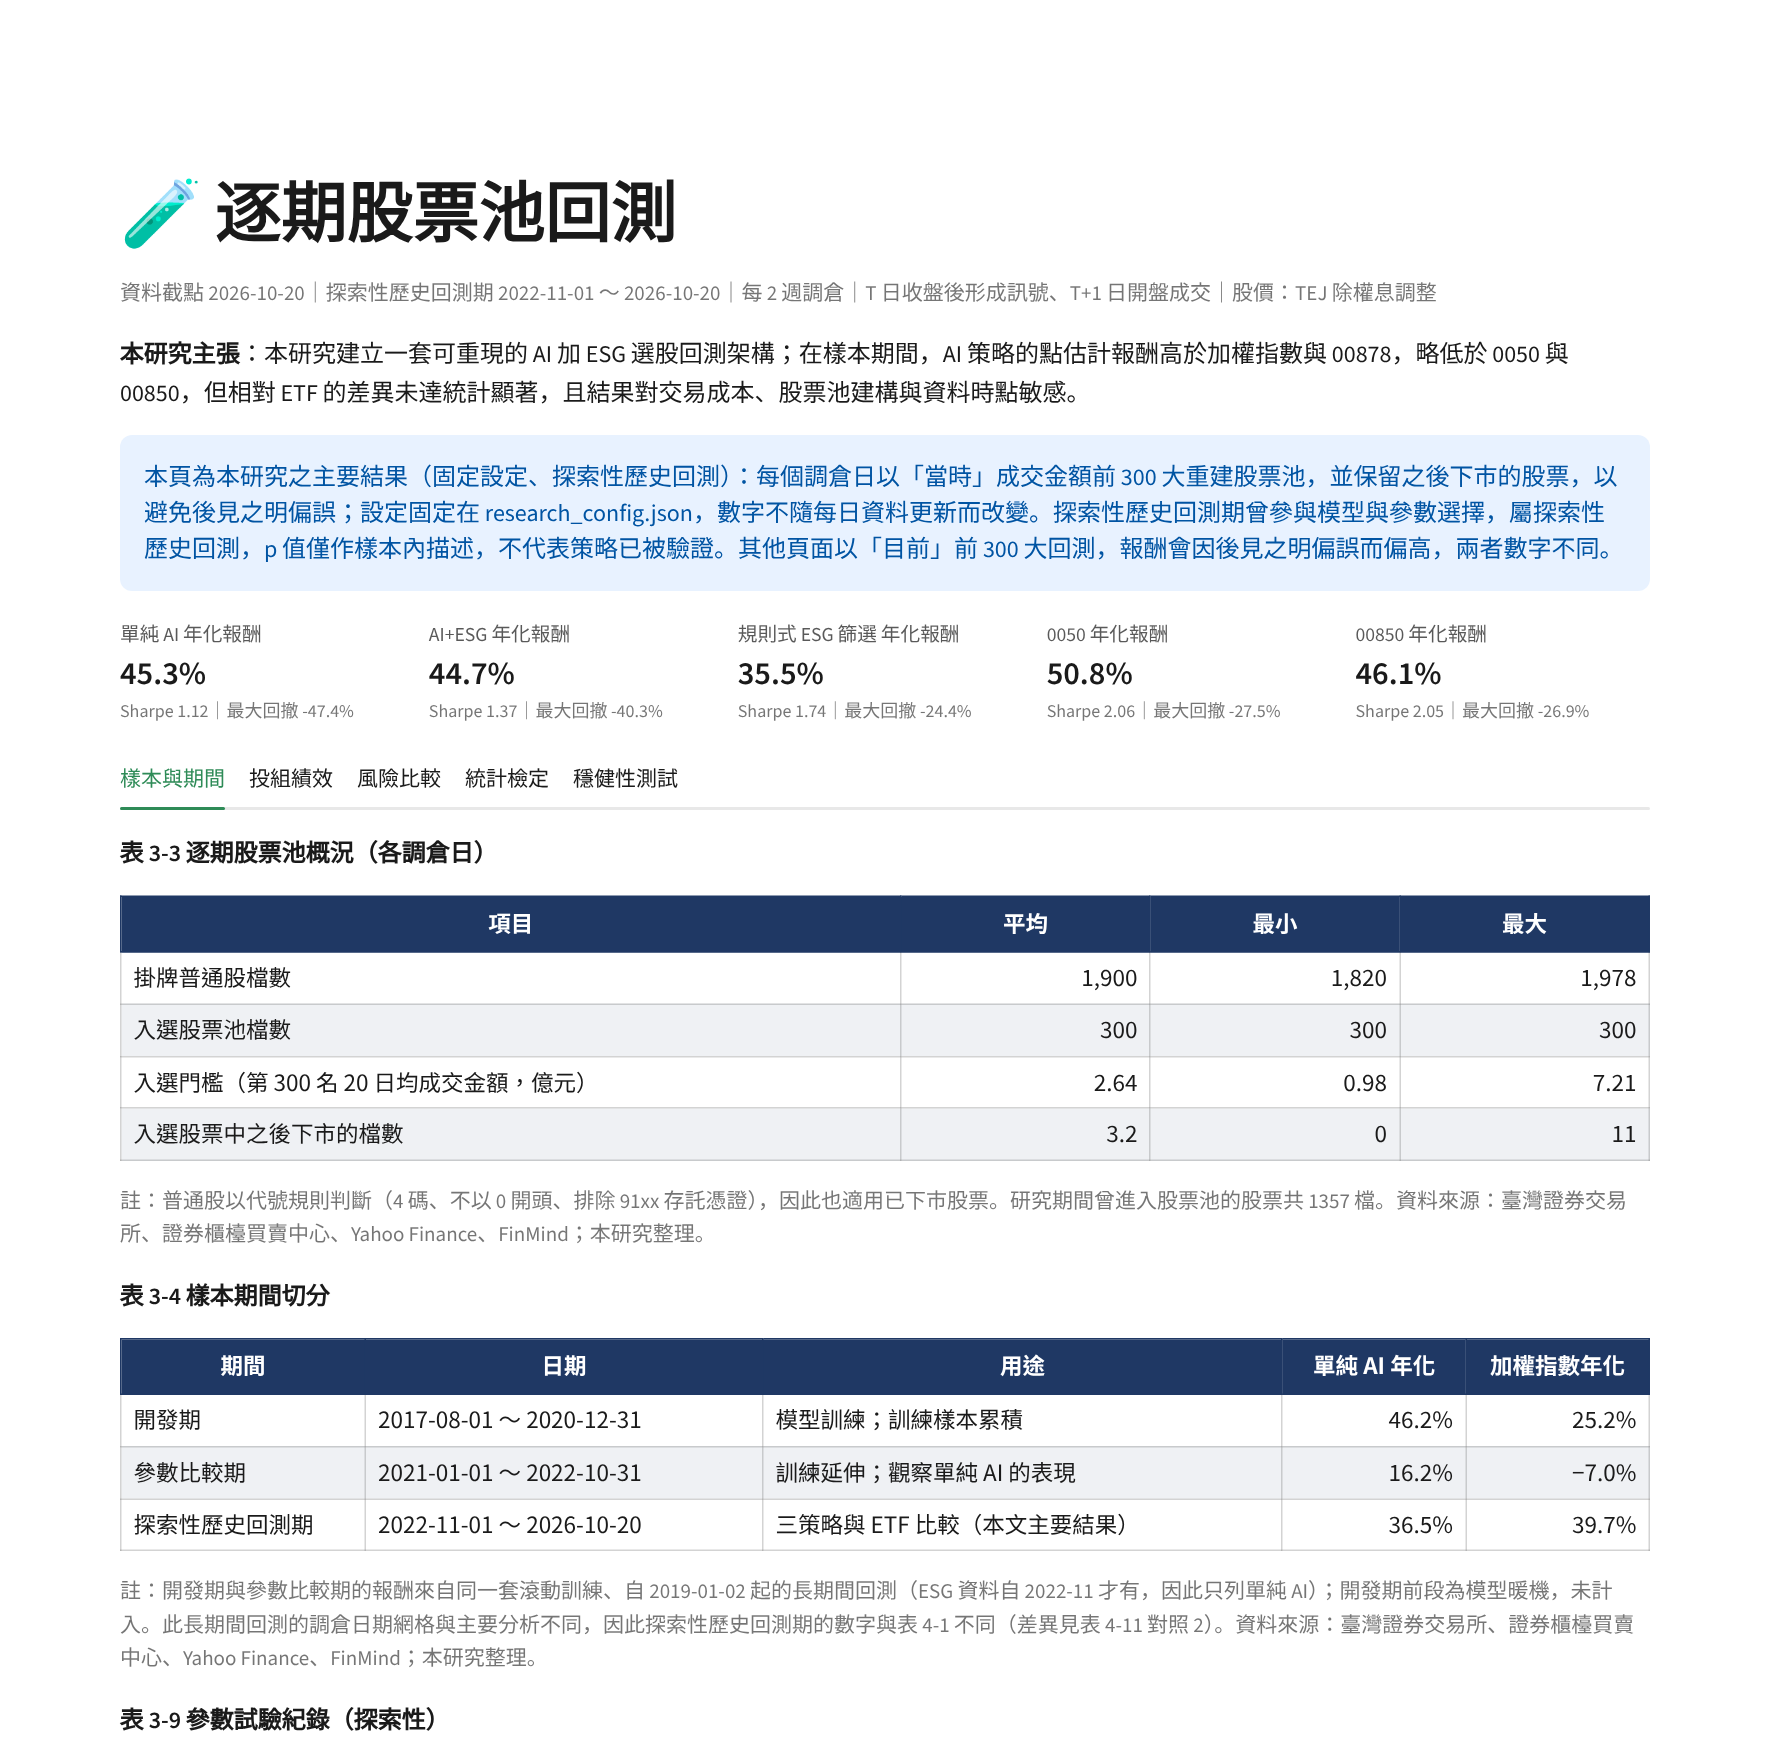 逐期股票池回測
資料截點 2026-10-20｜探索性歷史回測期 2022-11-01 ～ 2026-10-20｜每 2 週調倉｜T 日收盤後形成訊號、T+1 日開盤成交｜股價：TEJ 除權息調整
本研究主張：本研究建立一套可重現的 AI 加 ESG 選股回測架構；在樣本期間，AI 策略的點估計報酬高於加權指數與 00878，略低於 0050 與
00850，但相對 ETF 的差異未達統計顯著，且結果對交易成本、股票池建構與資料時點敏感。
本頁為本研究之主要結果（固定設定、探索性歷史回測）：每個調倉日以「當時」成交金額前 300 大重建股票池，並保留之後下市的股票，以
避免後見之明偏誤；設定固定在 research_config.json，數字不隨每日資料更新而改變。探索性歷史回測期曾參與模型與參數選擇，屬探索性
歷史回測，p 值僅作樣本內描述，不代表策略已被驗證。其他頁面以「目前」前 300 大回測，報酬會因後見之明偏誤而偏高，兩者數字不同。
單純 AI 年化報酬 AI+ESG 年化報酬 規則式 ESG 篩選 年化報酬 0050 年化報酬 00850 年化報酬
45.3% 44.7% 35.5% 50.8% 46.1%
Sharpe 1.12｜最大回撤 -47.4% Sharpe 1.37｜最大回撤 -40.3% Sharpe 1.74｜最大回撤 -24.4% Sharpe 2.06｜最大回撤 -27.5% Sharpe 2.05｜最大回撤 -26.9%
樣本與期間 投組績效 風險比較 統計檢定 穩健性測試
表 3-3 逐期股票池概況（各調倉日）
項目 平均 最小 最大
掛牌普通股檔數 1,900 1,820 1,978
入選股票池檔數 300 300 300
入選門檻（第 300 名 20 日均成交金額，億元） 2.64 0.98 7.21
入選股票中之後下市的檔數 3.2 0 11
註：普通股以代號規則判斷（4 碼、不以 0 開頭、排除 91xx 存託憑證），因此也適用已下市股票。研究期間曾進入股票池的股票共 1357 檔。資料來源：臺灣證券交易
所、證券櫃檯買賣中心、Yahoo Finance、FinMind；本研究整理。
表 3-4 樣本期間切分
期間 日期 用途 單純 AI 年化 加權指數年化
開發期 2017-08-01 ～ 2020-12-31 模型訓練；訓練樣本累積 46.2% 25.2%
參數比較期 2021-01-01 ～ 2022-10-31 訓練延伸；觀察單純 AI 的表現 16.2% −7.0%
探索性歷史回測期 2022-11-01 ～ 2026-10-20 三策略與 ETF 比較（本文主要結果） 36.5% 39.7%
註：開發期與參數比較期的報酬來自同一套滾動訓練、自 2019-01-02 起的長期間回測（ESG 資料自 2022-11 才有，因此只列單純 AI）；開發期前段為模型暖機，未計
入。此長期間回測的調倉日期網格與主要分析不同，因此探索性歷史回測期的數字與表 4-1 不同（差異見表 4-11 對照 2）。資料來源：臺灣證券交易所、證券櫃檯買賣
中心、Yahoo Finance、FinMind；本研究整理。
表 3-9 參數試驗紀錄（探索性）